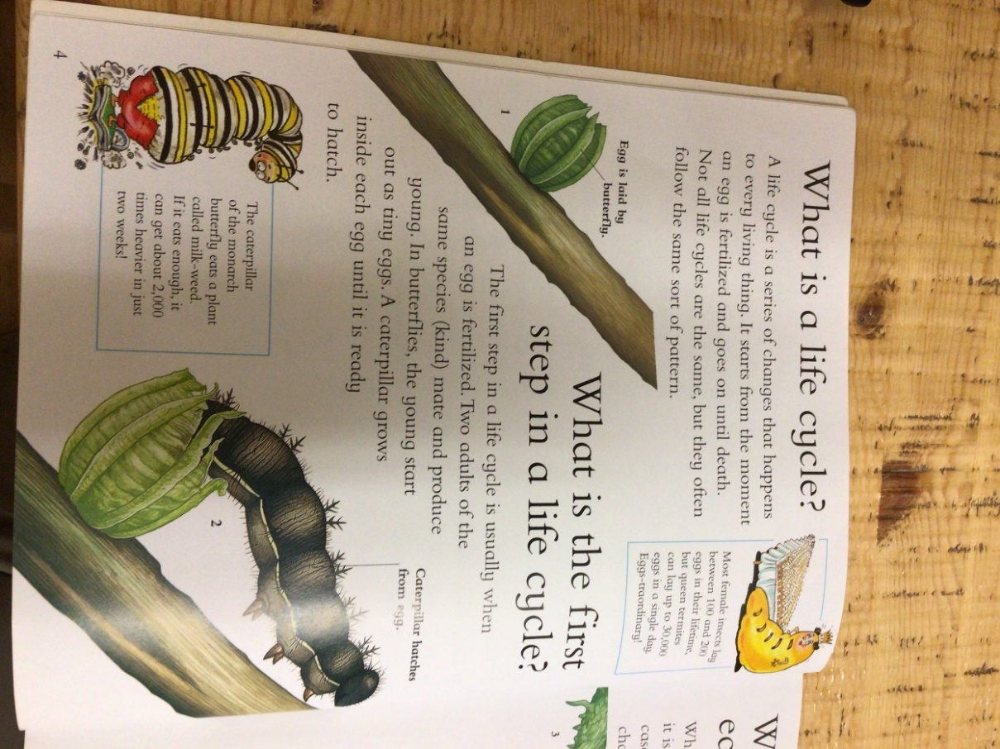 What is a life cycle?
A life cycle is a series of changes that happens
to every living thing. It starts from the moment
an egg is fertilized and goes on until death.
Not all life cycles are the same, but they often
follow the same sort of pattern.
Most female insects lay
between 100 and 200
eggs in their lifetime,
but queen termites
can lay up to 30,000
eggs in a single day.
Eggs-traordinary!
Egg is laid by
butterfly.
1
What is the first
step in a life cycle?
The first step in a life cycle is usually when
an egg is fertilized. Two adults of the
same species (kind) mate and produce
young. In butterflies, the young start
out as tiny eggs. A caterpillar grows
inside each egg until it is ready
to hatch.
Caterpillar hatches
from egg.
2
The caterpillar
of the monarch
butterfly eats a plant
called milk-weed.
If it eats enough, it
can get about 2,000
times heavier in just
two weeks!
4
W
ec
Wh
it is
case
cho
3